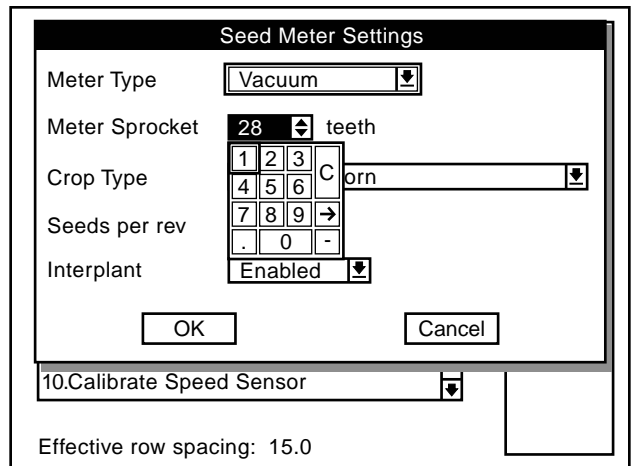 Seed Meter Settings
Meter Type Vacuum
Meter Sprocket 28 teeth
1 2 3 C
Crop Type orn
4 5 6
Seeds per rev 7 8 9 →
. 0 -
Interplant Enabled
OK Cancel
10.Calibrate Speed Sensor
Effective row spacing: 15.0